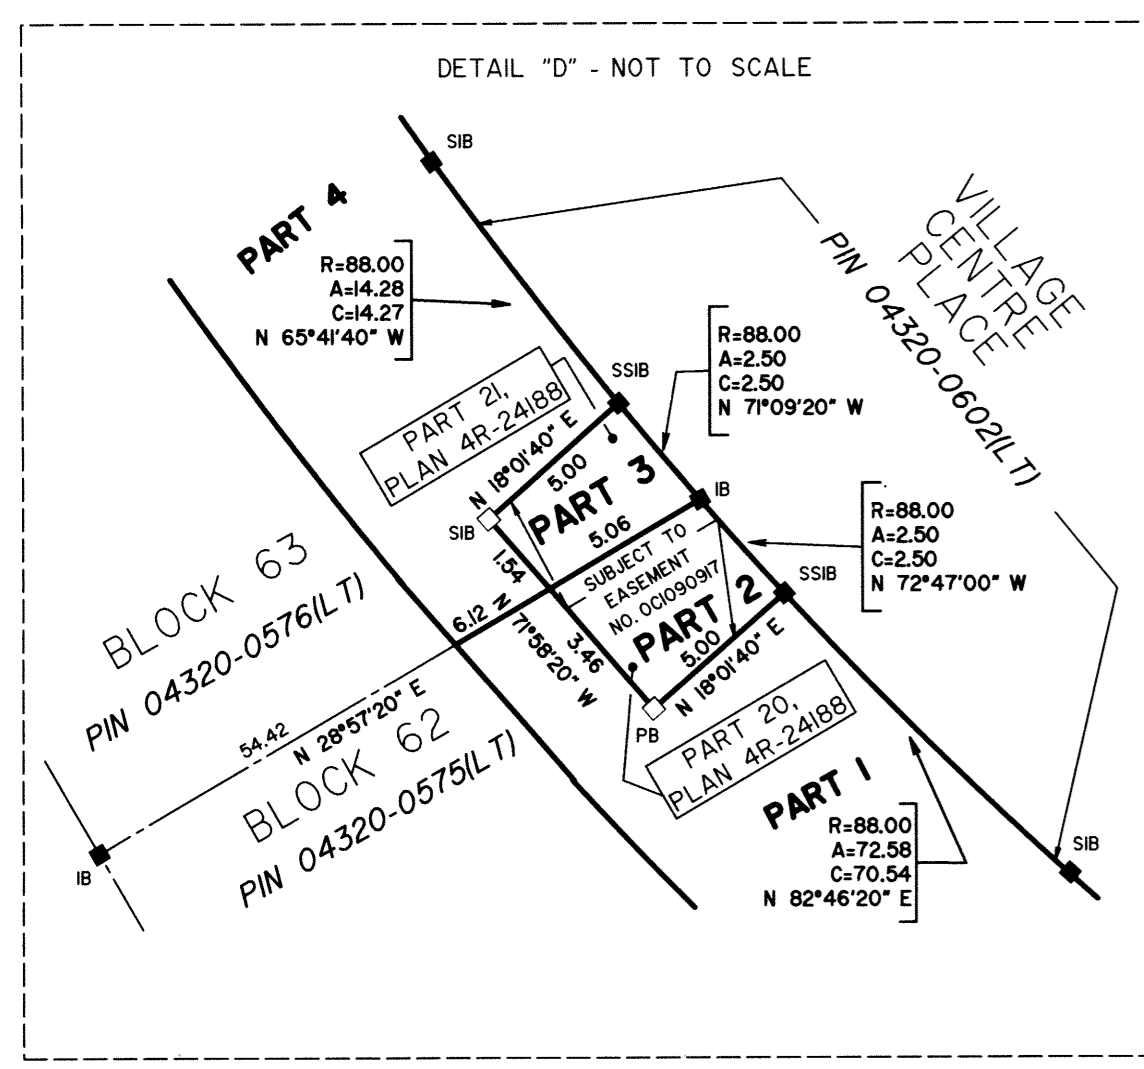 DETAIL "D" - NOT TO SCALE
SIB
PART 4
R=88.00
A=14.28
C=14.27
N 65°41'40" W
VILLAGE
CENTRE
PLACE
PIN 04320-0602(LT)
R=88.00
A=2.50
C=2.50
N 71°09'20" W
SSIB
PART 21,
PLAN 4R-24188
N 18°01'40" E
5.00
PART 3
SIB
IB
5.06
R=88.00
A=2.50
C=2.50
N 72°47'00" W
SUBJECT TO
EASEMENT
NO. OC1090917
SSIB
1.54
PART 2
BLOCK 63
PIN 04320-0576(LT)
6.12
N 71°58'20" W
3.46
5.00
N 18°01'40" E
PB
PART 20,
PLAN 4R-24188
54.42
N 28°57'20" E
BLOCK 62
PIN 04320-0575(LT)
PART 1
R=88.00
A=72.58
C=70.54
N 82°46'20" E
SIB
IB